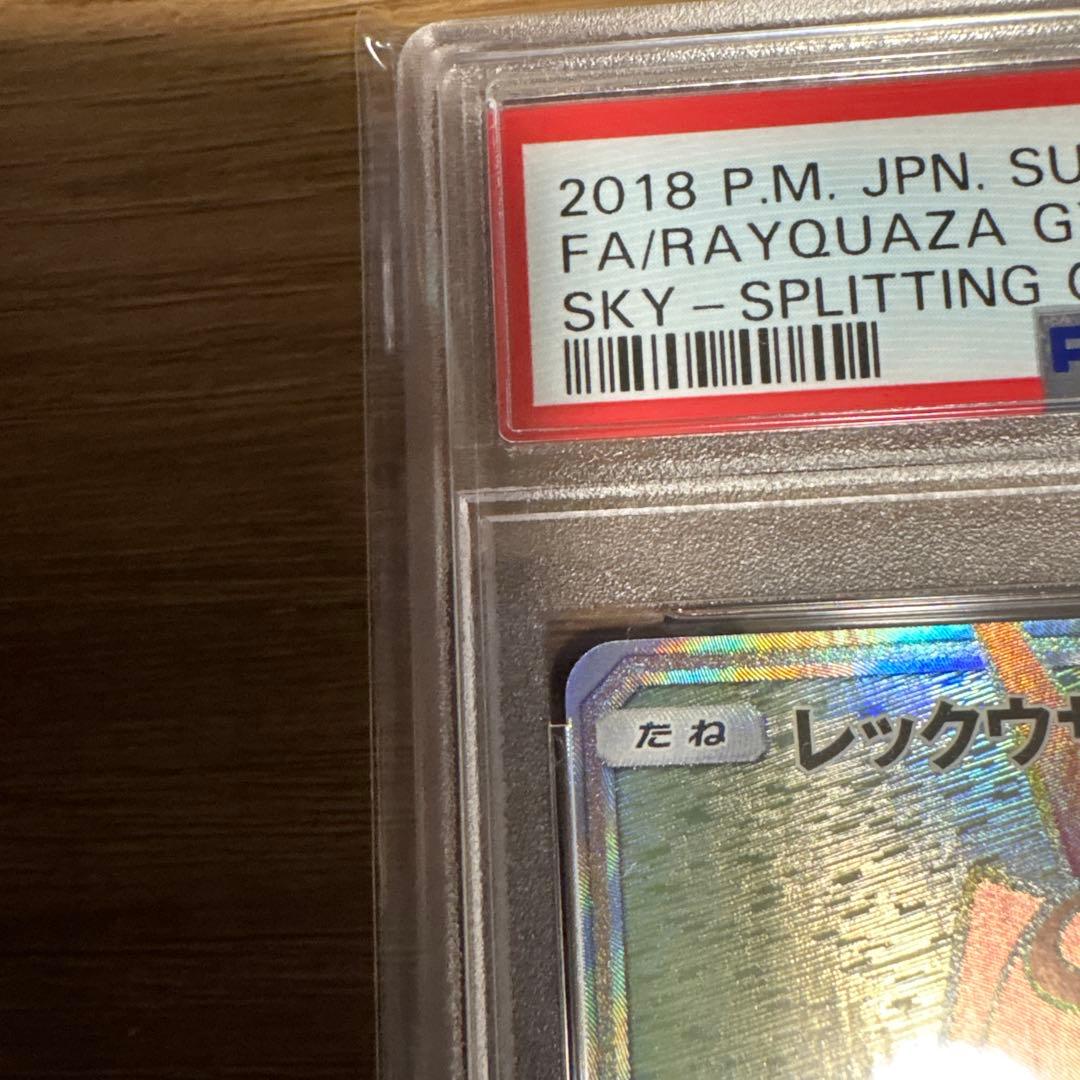 2018 P.M. JPN. SU
FA/RAYQUAZA G
SKY-SPLITTING
たね
レックウ